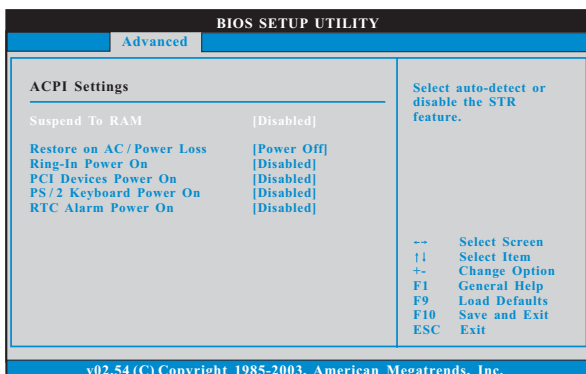 BIOS SETUP UTILITY
Advanced
ACPI Settings
Suspend To RAM [Disabled]
Restore on AC / Power Loss [Power Off]
Ring-In Power On [Disabled]
PCI Devices Power On [Disabled]
PS / 2 Keyboard Power On [Disabled]
RTC Alarm Power On [Disabled]
Select auto-detect or
disable the STR
feature.
←→ Select Screen
↑↓ Select Item
+- Change Option
F1 General Help
F9 Load Defaults
F10 Save and Exit
ESC Exit
v02.54 (C) Copyright 1985-2003, American Megatrends, Inc.